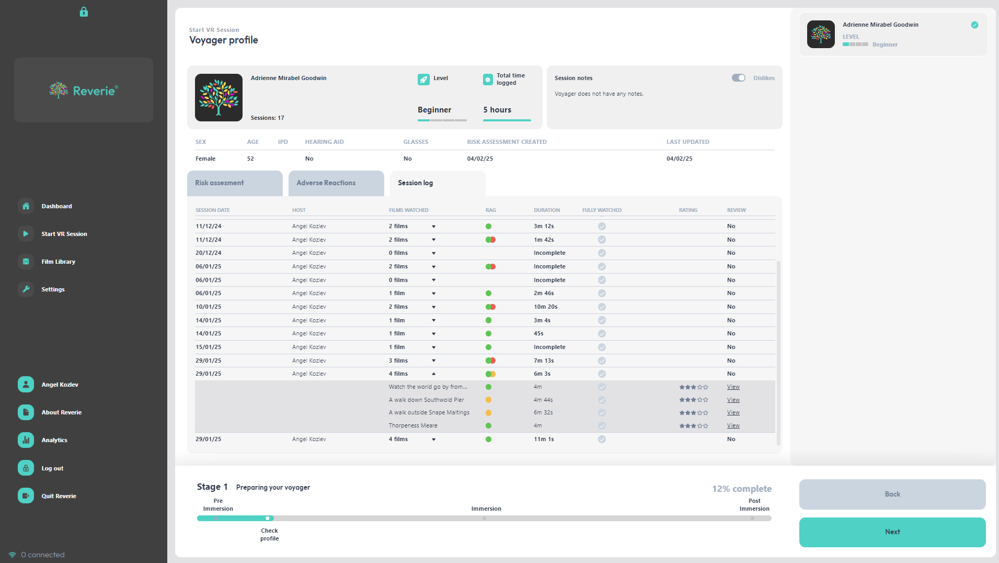 Reverie®
Dashboard
Start VR Session
Film Library
Settings
Angel Kozlev
About Reverie
Analytics
Log out
Quit Reverie
0 connected
Start VR Session
Voyager profile
Adrienne Mirabel Goodwin
Sessions: 17
Level
Beginner
Total time
logged
5 hours
Session notes
Dislikes
Voyager does not have any notes.
SEX AGE IPD HEARING AID GLASSES RISK ASSESSMENT CREATED LAST UPDATED
Female 52 No No 04/02/25 04/02/25
Risk assesment
Adverse Reactions
Session log
SESSION DATE HOST FILMS WATCHED RAG DURATION FULLY WATCHED RATING REVIEW
11/12/24 Angel Kozlev 2 films 3m 12s No
11/12/24 Angel Kozlev 2 films 1m 42s No
20/12/24 Angel Kozlev 0 films Incomplete No
06/01/25 Angel Kozlev 2 films Incomplete No
06/01/25 Angel Kozlev 0 films Incomplete No
06/01/25 Angel Kozlev 1 film 2m 46s No
10/01/25 Angel Kozlev 2 films 10m 20s No
14/01/25 Angel Kozlev 1 film 3m 4s No
14/01/25 Angel Kozlev 1 film 45s No
15/01/25 Angel Kozlev 1 film Incomplete No
29/01/25 Angel Kozlev 3 films 7m 13s No
29/01/25 Angel Kozlev 4 films 6m 3s No
Watch the world go by from... 4m View
A walk down Southwold Pier 4m 44s View
A walk outside Snape Maltings 6m 32s View
Thorpeness Meare 4m View
29/01/25 Angel Kozlev 4 films 11m 1s No
Stage 1 Preparing your voyager
12% complete
Pre
Immersion
Immersion
Post
Immersion
Check
profile
Adrienne Mirabel Goodwin
LEVEL
Beginner
Back
Next